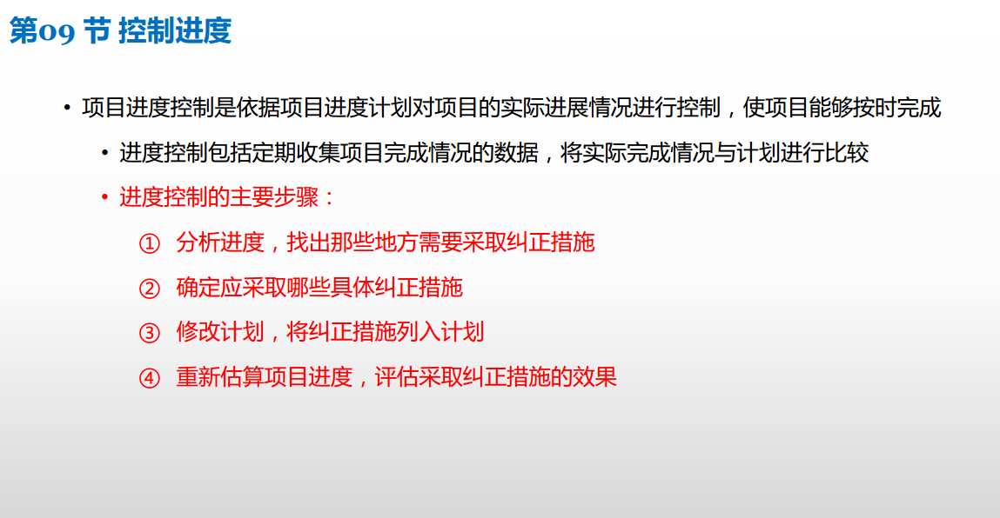 第09 节 控制进度
• 项目进度控制是依据项目进度计划对项目的实际进展情况进行控制，使项目能够按时完成
• 进度控制包括定期收集项目完成情况的数据，将实际完成情况与计划进行比较
• 进度控制的主要步骤：
① 分析进度，找出那些地方需要采取纠正措施
② 确定应采取哪些具体纠正措施
③ 修改计划，将纠正措施列入计划
④ 重新估算项目进度，评估采取纠正措施的效果